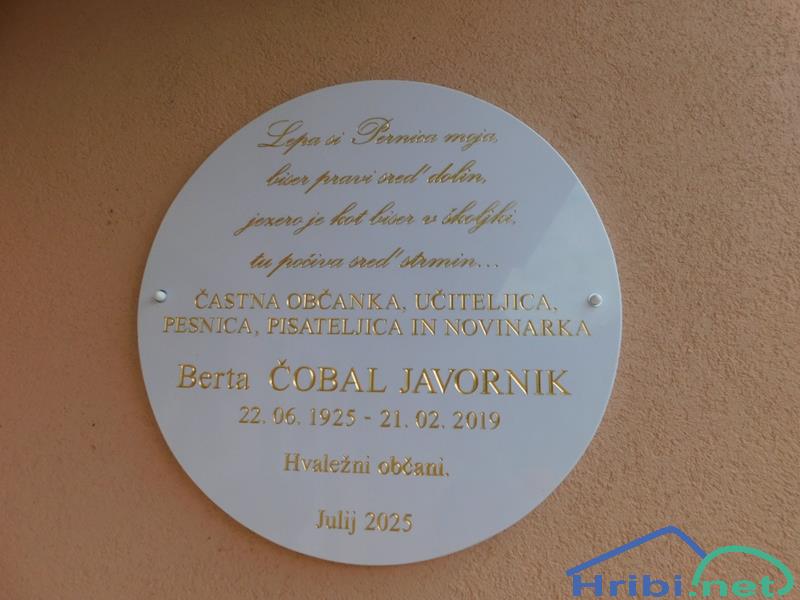 Lepa si Pernica moja,
biser pravi sred' dolin,
jezero je kot biser v školjki,
tu počiva sred' strmin...
ČASTNA OBČANKA, UČITELJICA,
PESNICA, PISATELJICA IN NOVINARKA
Berta ČOBAL JAVORNIK
22. 06. 1925 - 21. 02. 2019
Hvaležni občani.
Julij 2025
Hribi.net